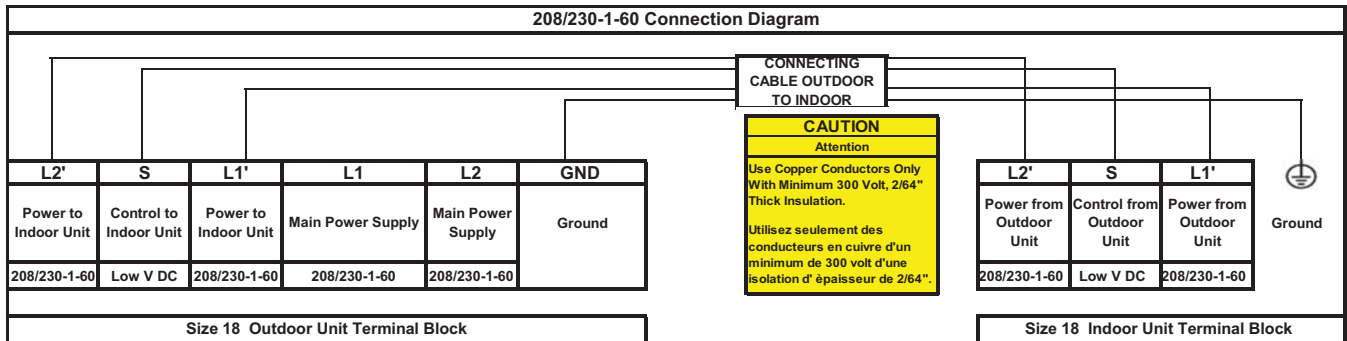 208/230-1-60 Connection Diagram
CONNECTING
CABLE OUTDOOR
TO INDOOR
CAUTION
Attention
Use Copper Conductors Only
With Minimum 300 Volt, 2/64"
Thick Insulation.
Utilisez seulement des
conducteurs en cuivre d'un
minimum de 300 volt d'une
isolation d' èpaisseur de 2/64".
L2' S L1' L1 L2 GND
Power to Indoor Unit
Control to Indoor Unit
Power to Indoor Unit
Main Power Supply
Main Power Supply
Ground
208/230-1-60 Low V DC 208/230-1-60 208/230-1-60 208/230-1-60
Size 18 Outdoor Unit Terminal Block
L2' S L1'
Power from Outdoor Unit
Control from Outdoor Unit
Power from Outdoor Unit
Ground
208/230-1-60 Low V DC 208/230-1-60
Size 18 Indoor Unit Terminal Block